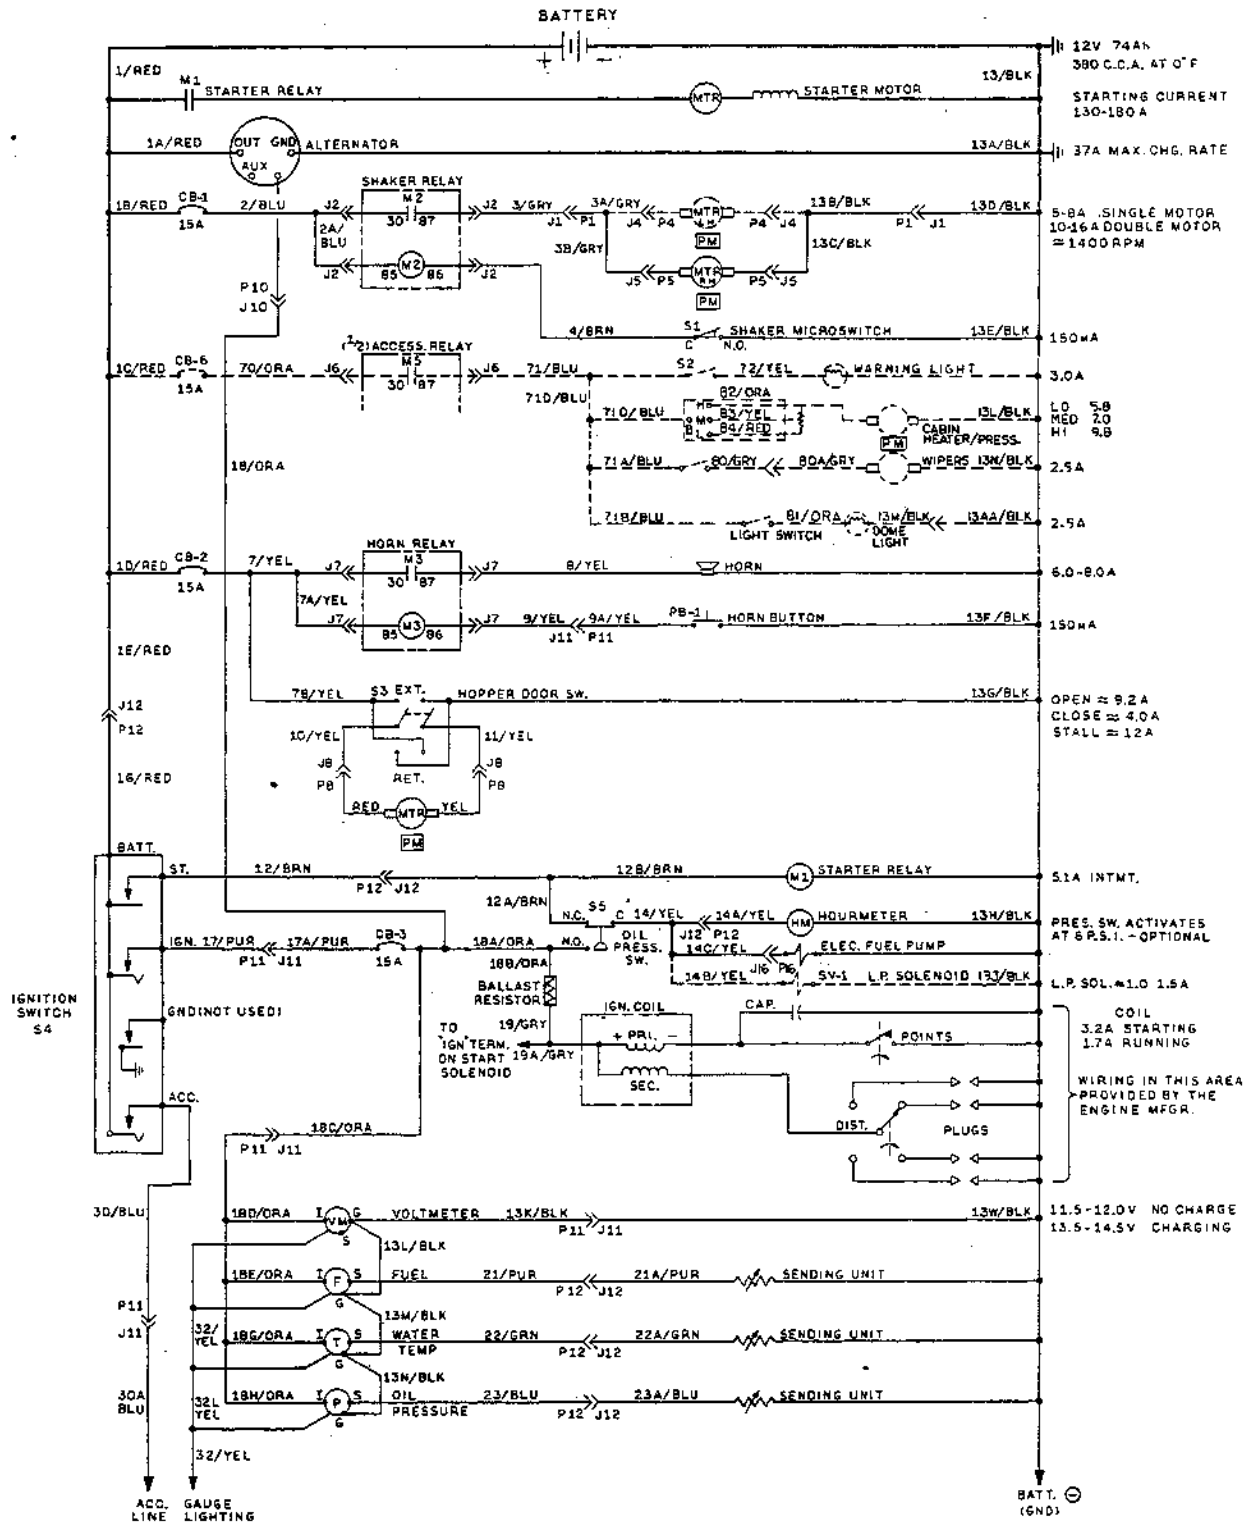 BATTERY
+ −
12V 74Ah
380 C.C.A. AT 0°F
1/RED
M1
STARTER RELAY
MTR
STARTER MOTOR
13/BLK
STARTING CURRENT
130-180 A
1A/RED
OUT GND
AUX
ALTERNATOR
13A/BLK
37A MAX. CHG. RATE
SHAKER RELAY
1B/RED
CB-1
15A
2/BLU
J2
M2
30 87
J2
3/GRY
J1 P1
3A/GRY
J4 P4
MTR
LH
PM
P4 J4
13B/BLK
P1 J1
13D/BLK
5-8A SINGLE MOTOR
10-16A DOUBLE MOTOR
≈ 1400 RPM
2A/
BLU
J2
85 M2 86
J2
3B/GRY
J5 P5
MTR
RH
PM
P5 J5
13C/BLK
P10
J10
4/BRN
S1
C N.O.
SHAKER MICROSWITCH
13E/BLK
150MA
(1/2) ACCESS. RELAY
1C/RED
CB-6
15A
70/ORA
J6
M5
30 87
J6
71/BLU
S2
72/YEL
WARNING LIGHT
3.0A
71D/BLU
71D/BLU
82/ORA
H
B M 83/YEL
L 84/RED
PM
CABIN
HEATER/PRESS.
13L/BLK
LO 5.8
MED 7.0
HI 9.8
18/ORA
71A/BLU
80/GRY
80A/GRY
WIPERS
13N/BLK
2.5A
71B/BLU
LIGHT SWITCH
81/ORA
DOME
LIGHT
13M/BLK
13AA/BLK
2-5A
HORN RELAY
1D/RED
CB-2
15A
7/YEL
J7
M3
30 87
J7
8/YEL
HORN
6.0-8.0A
7A/YEL
J7
85 M3 86
J7
9/YEL
J11 P11
9A/YEL
PB-1
HORN BUTTON
13F/BLK
150MA
1E/RED
7B/YEL
S3 EXT.
HOPPER DOOR SW.
13G/BLK
OPEN ≈ 9.2A
CLOSE ≈ 4.0A
STALL ≈ 12A
J12
P12
10/YEL
11/YEL
J8
P8
RET.
J8
P8
16/RED
RED
MTR
YEL
PM
BATT.
ST.
12/BRN
P12 J12
12B/BRN
M1
STARTER RELAY
5.1A INTMT.
12A/BRN
N.C. S5 C
14/YEL
J12 P12
14A/YEL
HM
HOURMETER
13H/BLK
PRES. SW. ACTIVATES
AT 8 P.S.I. - OPTIONAL
IGN. 17/PUR
P11 J11
17A/PUR
CB-3
15A
18A/ORA
N.O.
OIL
PRESS.
SW.
14C/YEL
J16 P16
ELEC. FUEL PUMP
18B/ORA
14B/YEL
SV-1
L.P. SOLENOID
13J/BLK
L.P. SOL. ≈ 1.0 1.5A
IGNITION
SWITCH
S4
GND (NOT USED)
BALLAST
RESISTOR
19/GRY
IGN. COIL
+ PRI. −
SEC.
CAP.
POINTS
COIL
3.2A STARTING
1.7A RUNNING
TO
"IGN" TERM.
ON START
SOLENOID
19A/GRY
WIRING IN THIS AREA
PROVIDED BY THE
ENGINE MFGR.
ACC.
DIST.
PLUGS
18C/ORA
P11 J11
30/BLU
18D/ORA
I VM G
S
VOLTMETER
13K/BLK
P11 J11
13W/BLK
11.5-12.0V NO CHARGE
13.5-14.5V CHARGING
13L/BLK
18E/ORA
I F S
G
FUEL
21/PUR
P12 J12
21A/PUR
SENDING UNIT
P11
J11
13M/BLK
32/
YEL
18G/ORA
I T S
G
WATER
TEMP
22/GRN
P12 J12
22A/GRN
SENDING UNIT
13N/BLK
30A
BLU
32L
YEL
18H/ORA
I P S
G
OIL
PRESSURE
23/BLU
P12 J12
23A/BLU
SENDING UNIT
32/YEL
ACC.
LINE
GAUGE
LIGHTING
BATT. ⊖
(GND)